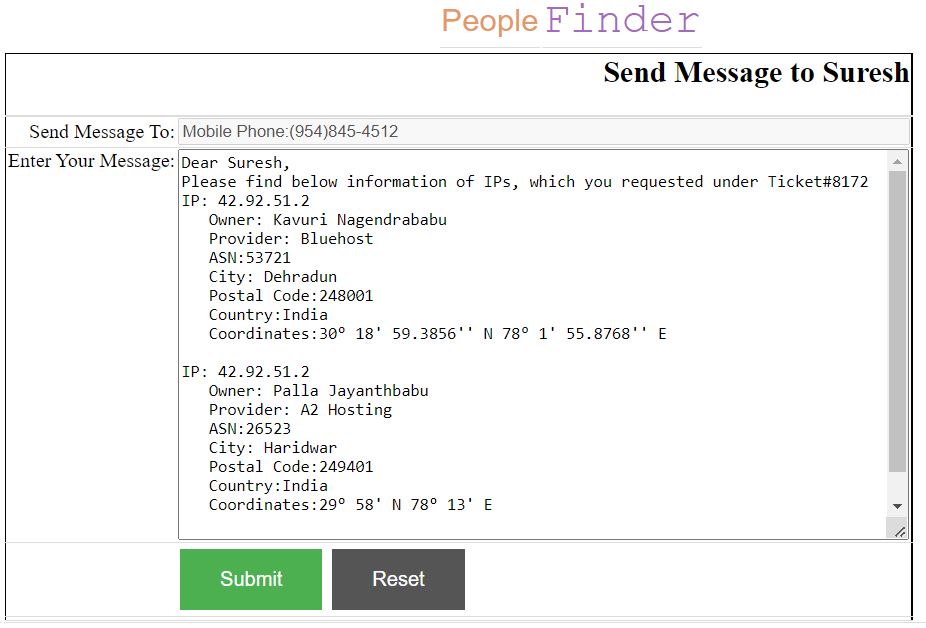 People Finder
Send Message to Suresh
Send Message To: Mobile Phone:(954)845-4512
Enter Your Message:
Dear Suresh,
Please find below information of IPs, which you requested under Ticket#8172
IP: 42.92.51.2
Owner: Kavuri Nagendrababu
Provider: Bluehost
ASN:53721
City: Dehradun
Postal Code:248001
Country:India
Coordinates:30º 18' 59.3856'' N 78º 1' 55.8768'' E
IP: 42.92.51.2
Owner: Palla Jayanthbabu
Provider: A2 Hosting
ASN:26523
City: Haridwar
Postal Code:249401
Country:India
Coordinates:29º 58' N 78º 13' E
Submit Reset